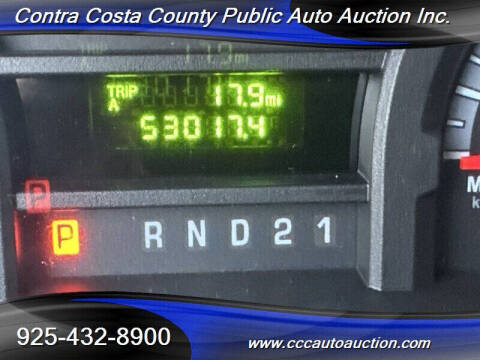 Contra Costa County Public Auto Auction Inc.
TRIP A 17.9 mi
53017.4
P
P R N D 2 1
925-432-8900
www.cccautoauction.com